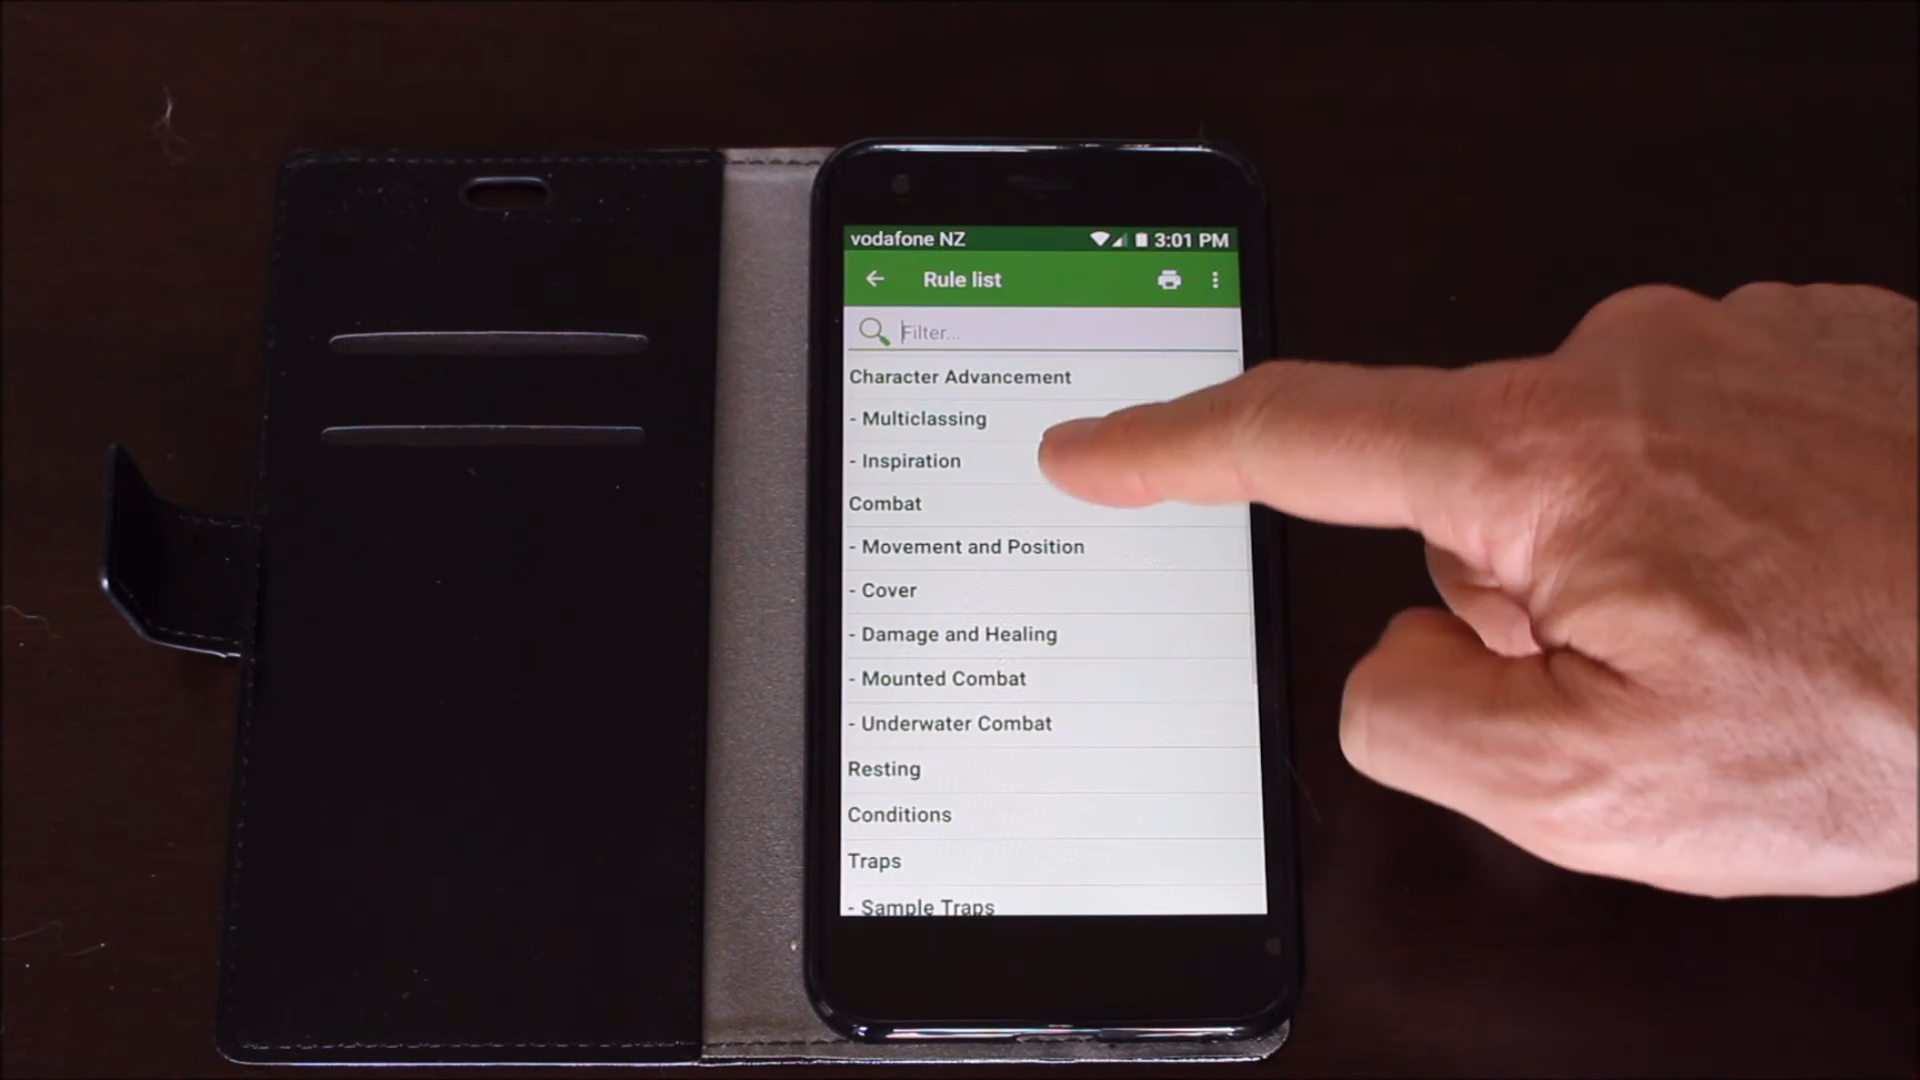 vodafone NZ 3:01 PM
Rule list
Filter...
Character Advancement
- Multiclassing
- Inspiration
Combat
- Movement and Position
- Cover
- Damage and Healing
- Mounted Combat
- Underwater Combat
Resting
Conditions
Traps
- Sample Traps